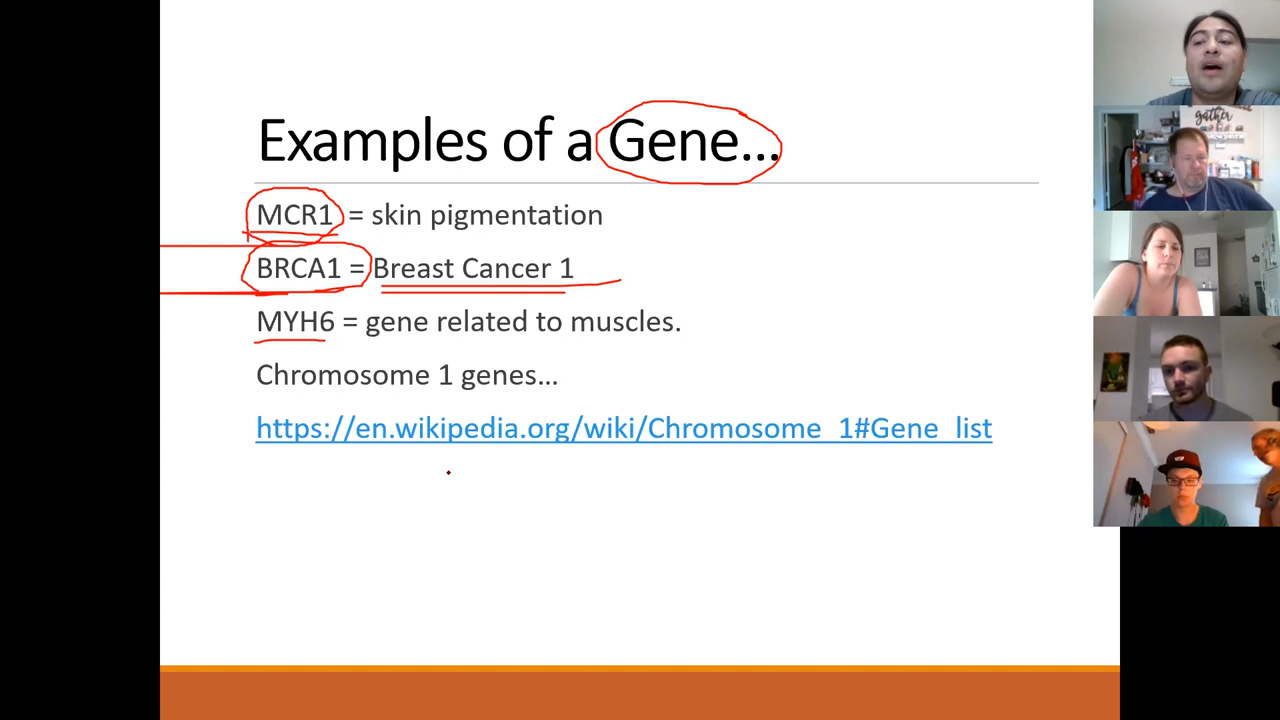 Examples of a Gene...
MCR1 = skin pigmentation
BRCA1 = Breast Cancer 1
MYH6 = gene related to muscles.
Chromosome 1 genes...
https://en.wikipedia.org/wiki/Chromosome_1#Gene_list
gather